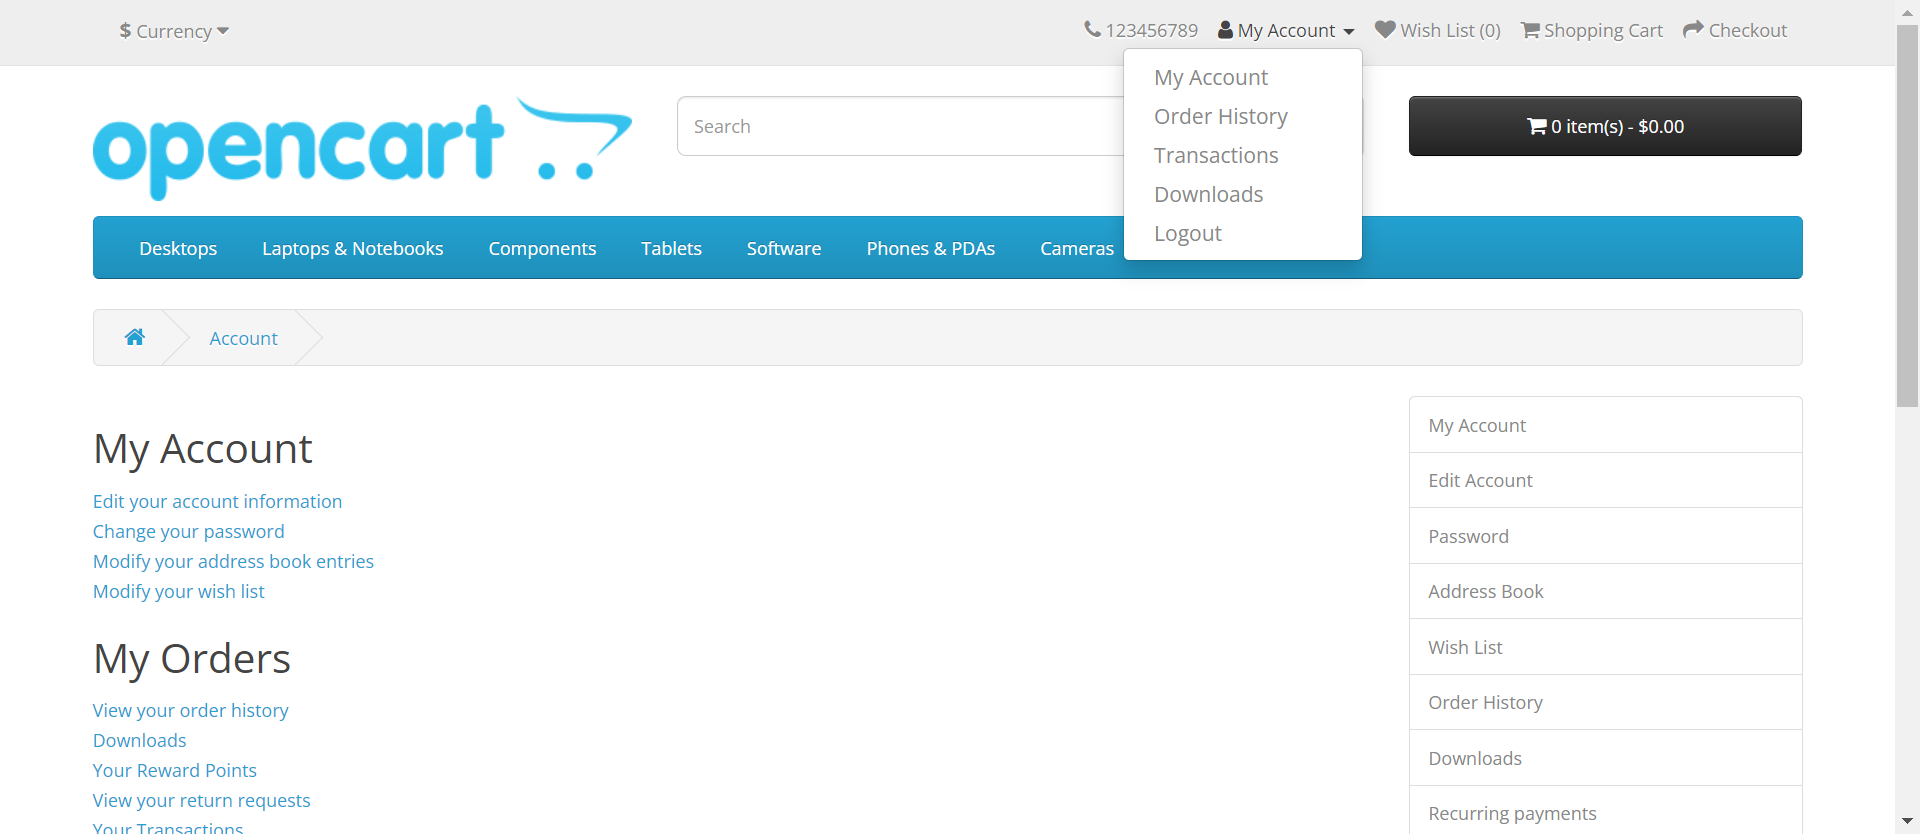 $ Currency
123456789 My Account Wish List (0) Shopping Cart Checkout
My Account
Order History
Transactions
Downloads
Logout
opencart
Search
0 item(s) - $0.00
Desktops Laptops & Notebooks Components Tablets Software Phones & PDAs Cameras
Account
My Account
Edit your account information
Change your password
Modify your address book entries
Modify your wish list
My Orders
View your order history
Downloads
Your Reward Points
View your return requests
Your Transactions
My Account
Edit Account
Password
Address Book
Wish List
Order History
Downloads
Recurring payments